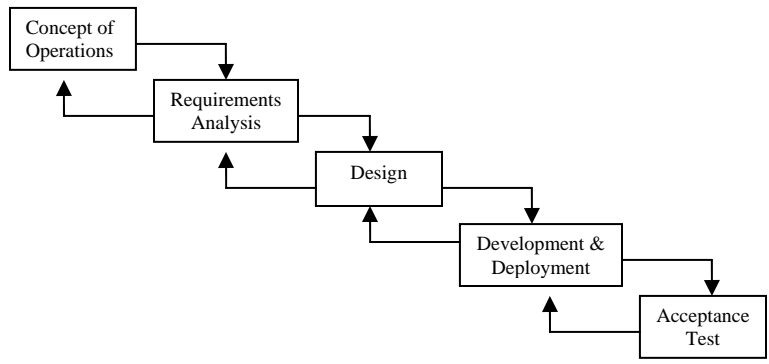 Concept of
Operations
Requirements
Analysis
Design
Development &
Deployment
Acceptance
Test